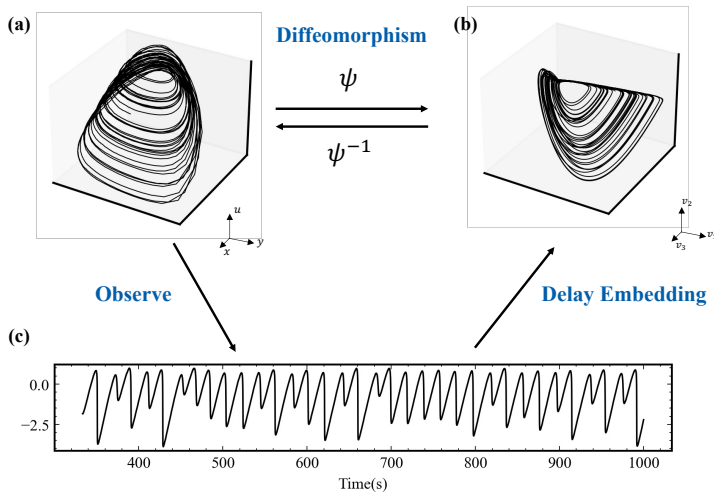 (a)
Diffeomorphism
(b)
ψ
ψ⁻¹
u
x
y
v₂
v₃
v
Observe
Delay Embedding
(c)
0.0
−2.5
400
500
600
700
800
900
1000
Time(s)